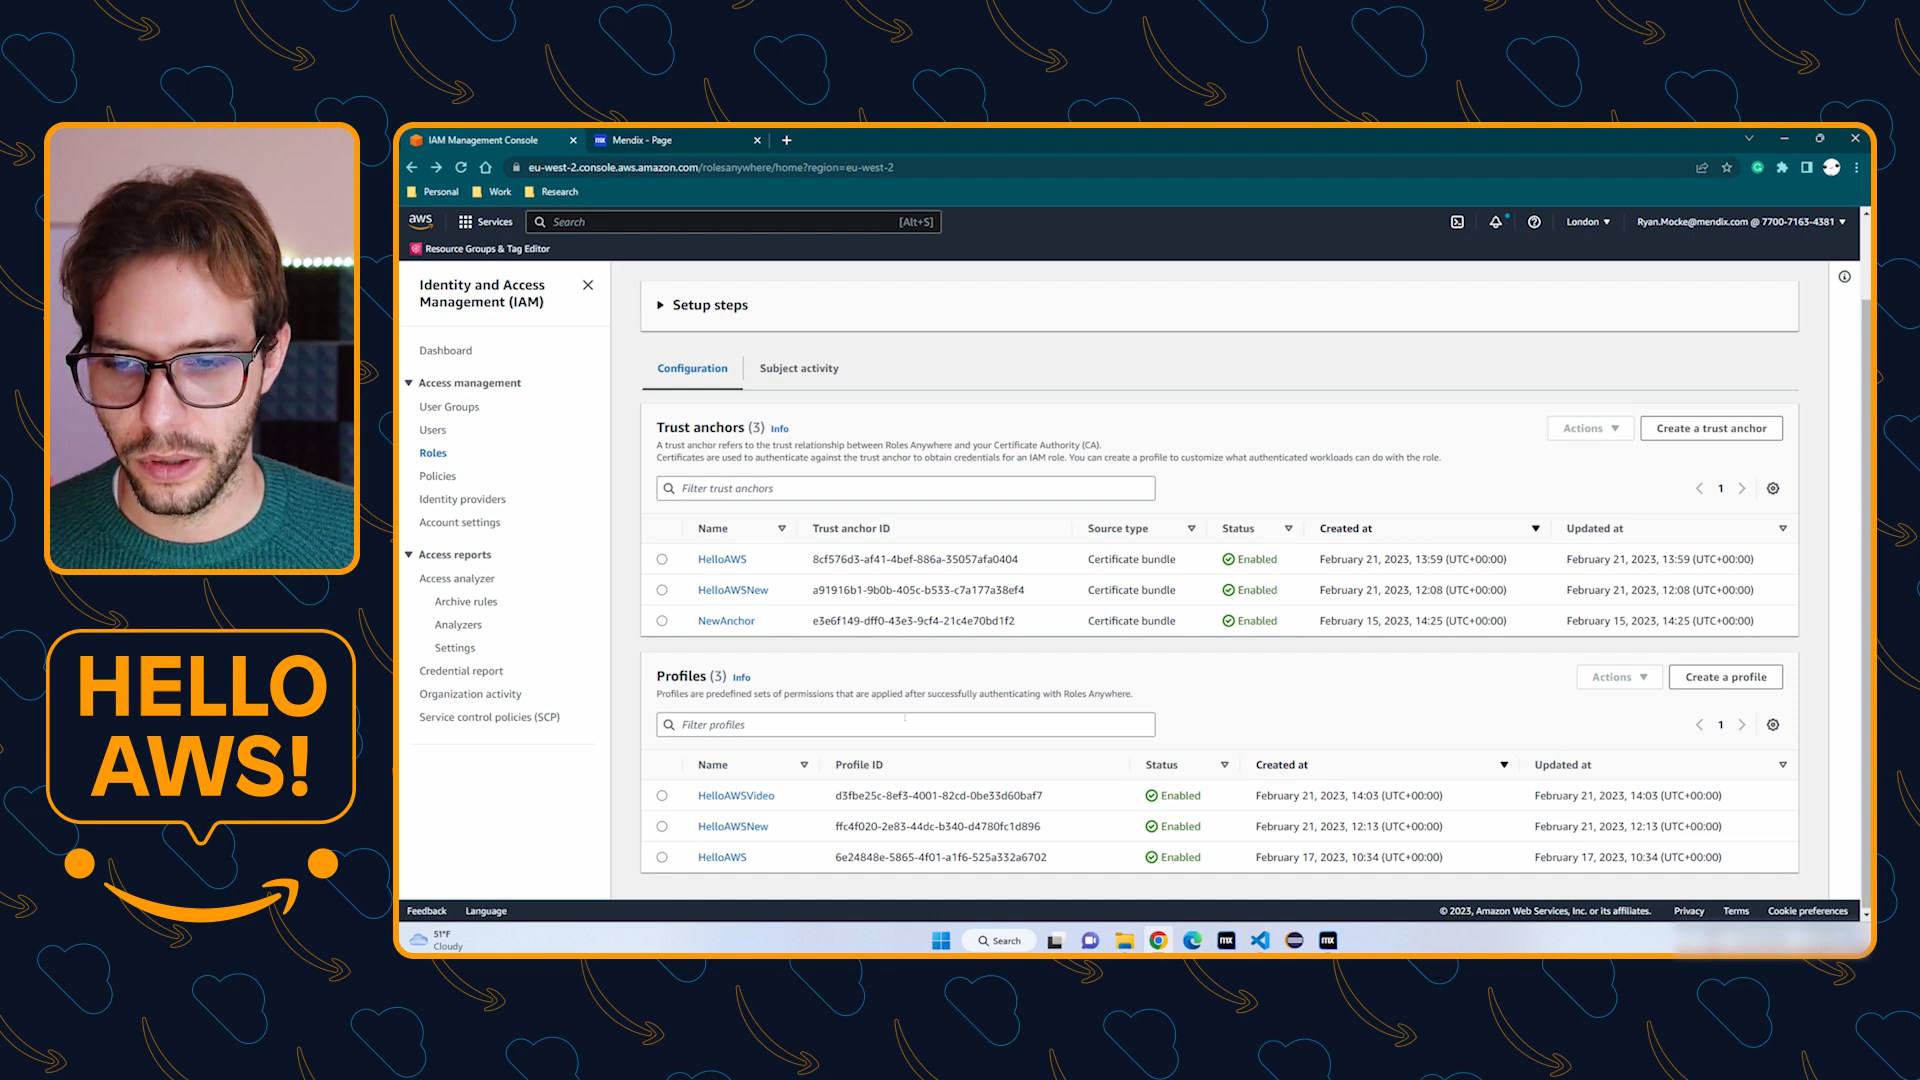 IAM Management Console
mx Mendix - Page
eu-west-2.console.aws.amazon.com/rolesanywhere/home?region=eu-west-2
Personal Work Research
aws Services Search [Alt+S] London Ryan.Mocke@mendix.com @ 7700-7163-4381
Resource Groups & Tag Editor
Identity and Access
Management (IAM)
Dashboard
Access management
User Groups
Users
Roles
Policies
Identity providers
Account settings
Access reports
Access analyzer
Archive rules
Analyzers
Settings
Credential report
Organization activity
Service control policies (SCP)
Setup steps
Configuration Subject activity
Trust anchors (3) Info
Actions Create a trust anchor
A trust anchor refers to the trust relationship between Roles Anywhere and your Certificate Authority (CA).
Certificates are used to authenticate against the trust anchor to obtain credentials for an IAM role. You can create a profile to customize what authenticated workloads can do with the role.
Filter trust anchors 1
Name Trust anchor ID Source type Status Created at Updated at
HelloAWS 8cf576d3-af41-4bef-886a-35057afa0404 Certificate bundle Enabled February 21, 2023, 13:59 (UTC+00:00) February 21, 2023, 13:59 (UTC+00:00)
HelloAWSNew a91916b1-9b0b-405c-b533-c7a177a38ef4 Certificate bundle Enabled February 21, 2023, 12:08 (UTC+00:00) February 21, 2023, 12:08 (UTC+00:00)
NewAnchor e3e6f149-dff0-43e3-9cf4-21c4e70bd1f2 Certificate bundle Enabled February 15, 2023, 14:25 (UTC+00:00) February 15, 2023, 14:25 (UTC+00:00)
Profiles (3) Info
Actions Create a profile
Profiles are predefined sets of permissions that are applied after successfully authenticating with Roles Anywhere.
Filter profiles 1
Name Profile ID Status Created at Updated at
HelloAWSVideo d3fbe25c-8ef3-4001-82cd-0be33d60baf7 Enabled February 21, 2023, 14:03 (UTC+00:00) February 21, 2023, 14:03 (UTC+00:00)
HelloAWSNew ffc4f020-2e83-44dc-b340-d4780fc1d896 Enabled February 21, 2023, 12:13 (UTC+00:00) February 21, 2023, 12:13 (UTC+00:00)
HelloAWS 6e24848e-5865-4f01-a1f6-525a332a6702 Enabled February 17, 2023, 10:34 (UTC+00:00) February 17, 2023, 10:34 (UTC+00:00)
Feedback Language © 2023, Amazon Web Services, Inc. or its affiliates. Privacy Terms Cookie preferences
51°F
Cloudy
Search mx mx
HELLO
AWS!